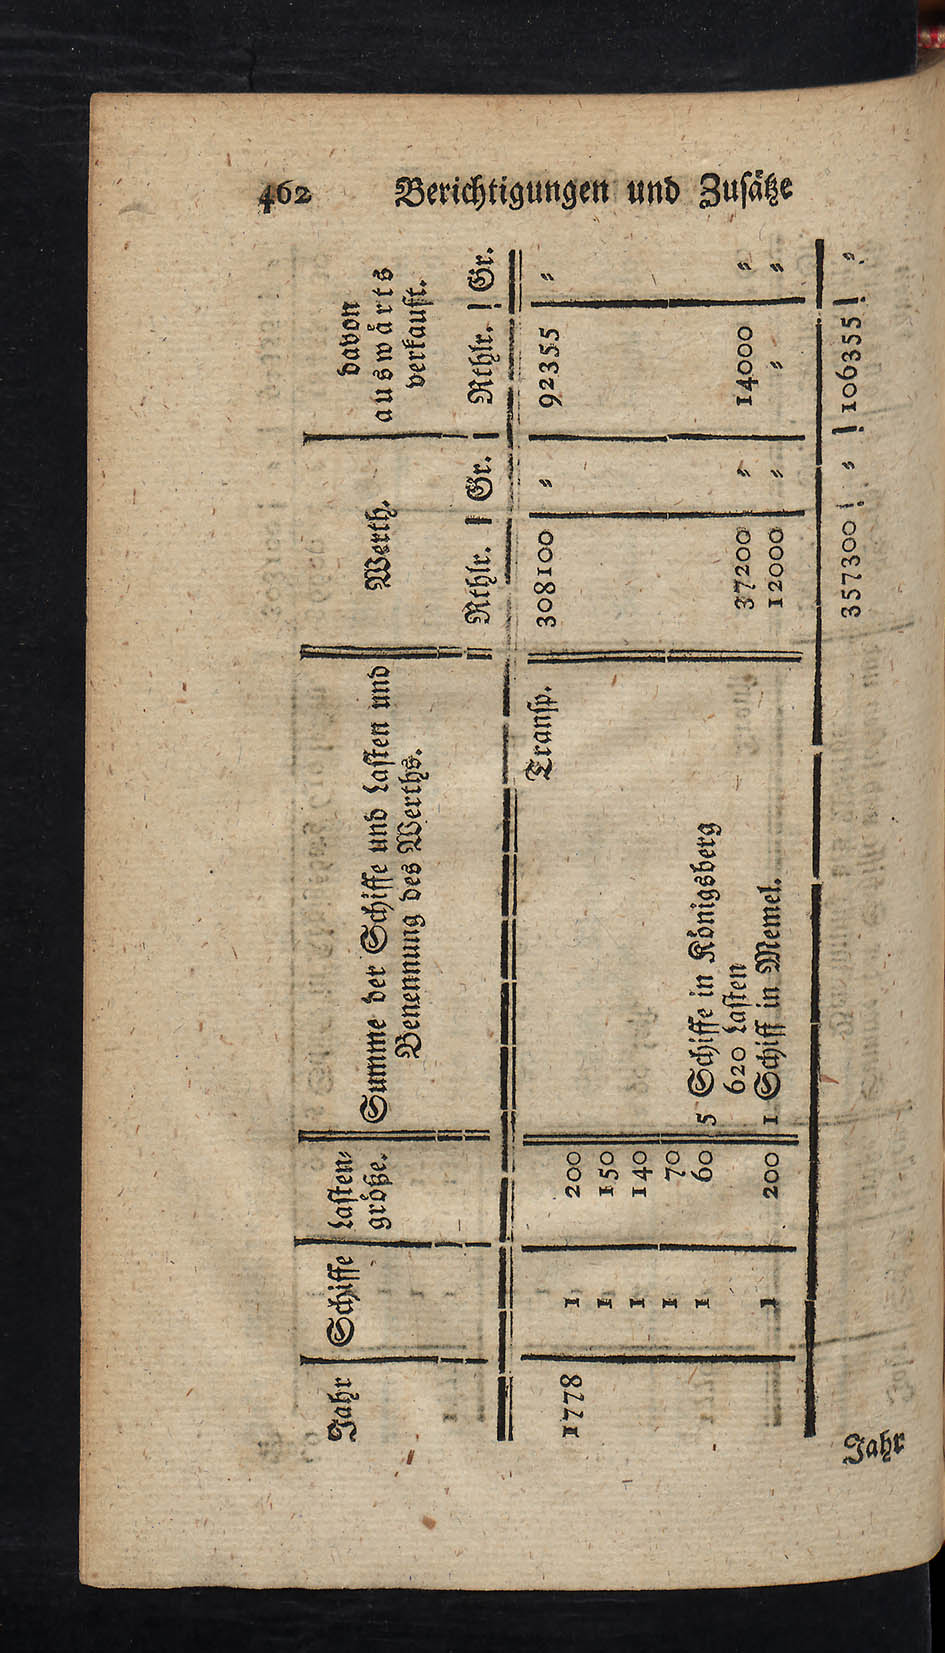 462 Berichtigungen und Zusätze
Jahr | Schiffe | Lasten- | Summe der Schiffe und Lasten und | Werth. | davon
größe. | Benennung des Werths. | auswärts
verkauft.
Rthlr. | Gr. | Rthlr. | Gr.
Transp. 308100 〃 92355 〃
1778 1 200
1 150
1 140
1 70
1 60 5 Schiffe in Königsberg
620 Lasten 37200 〃 14000 〃
1 200 1 Schiff in Memel. 12000 〃 〃 〃
357300 | 〃 | 106355 | 〃
Jahr